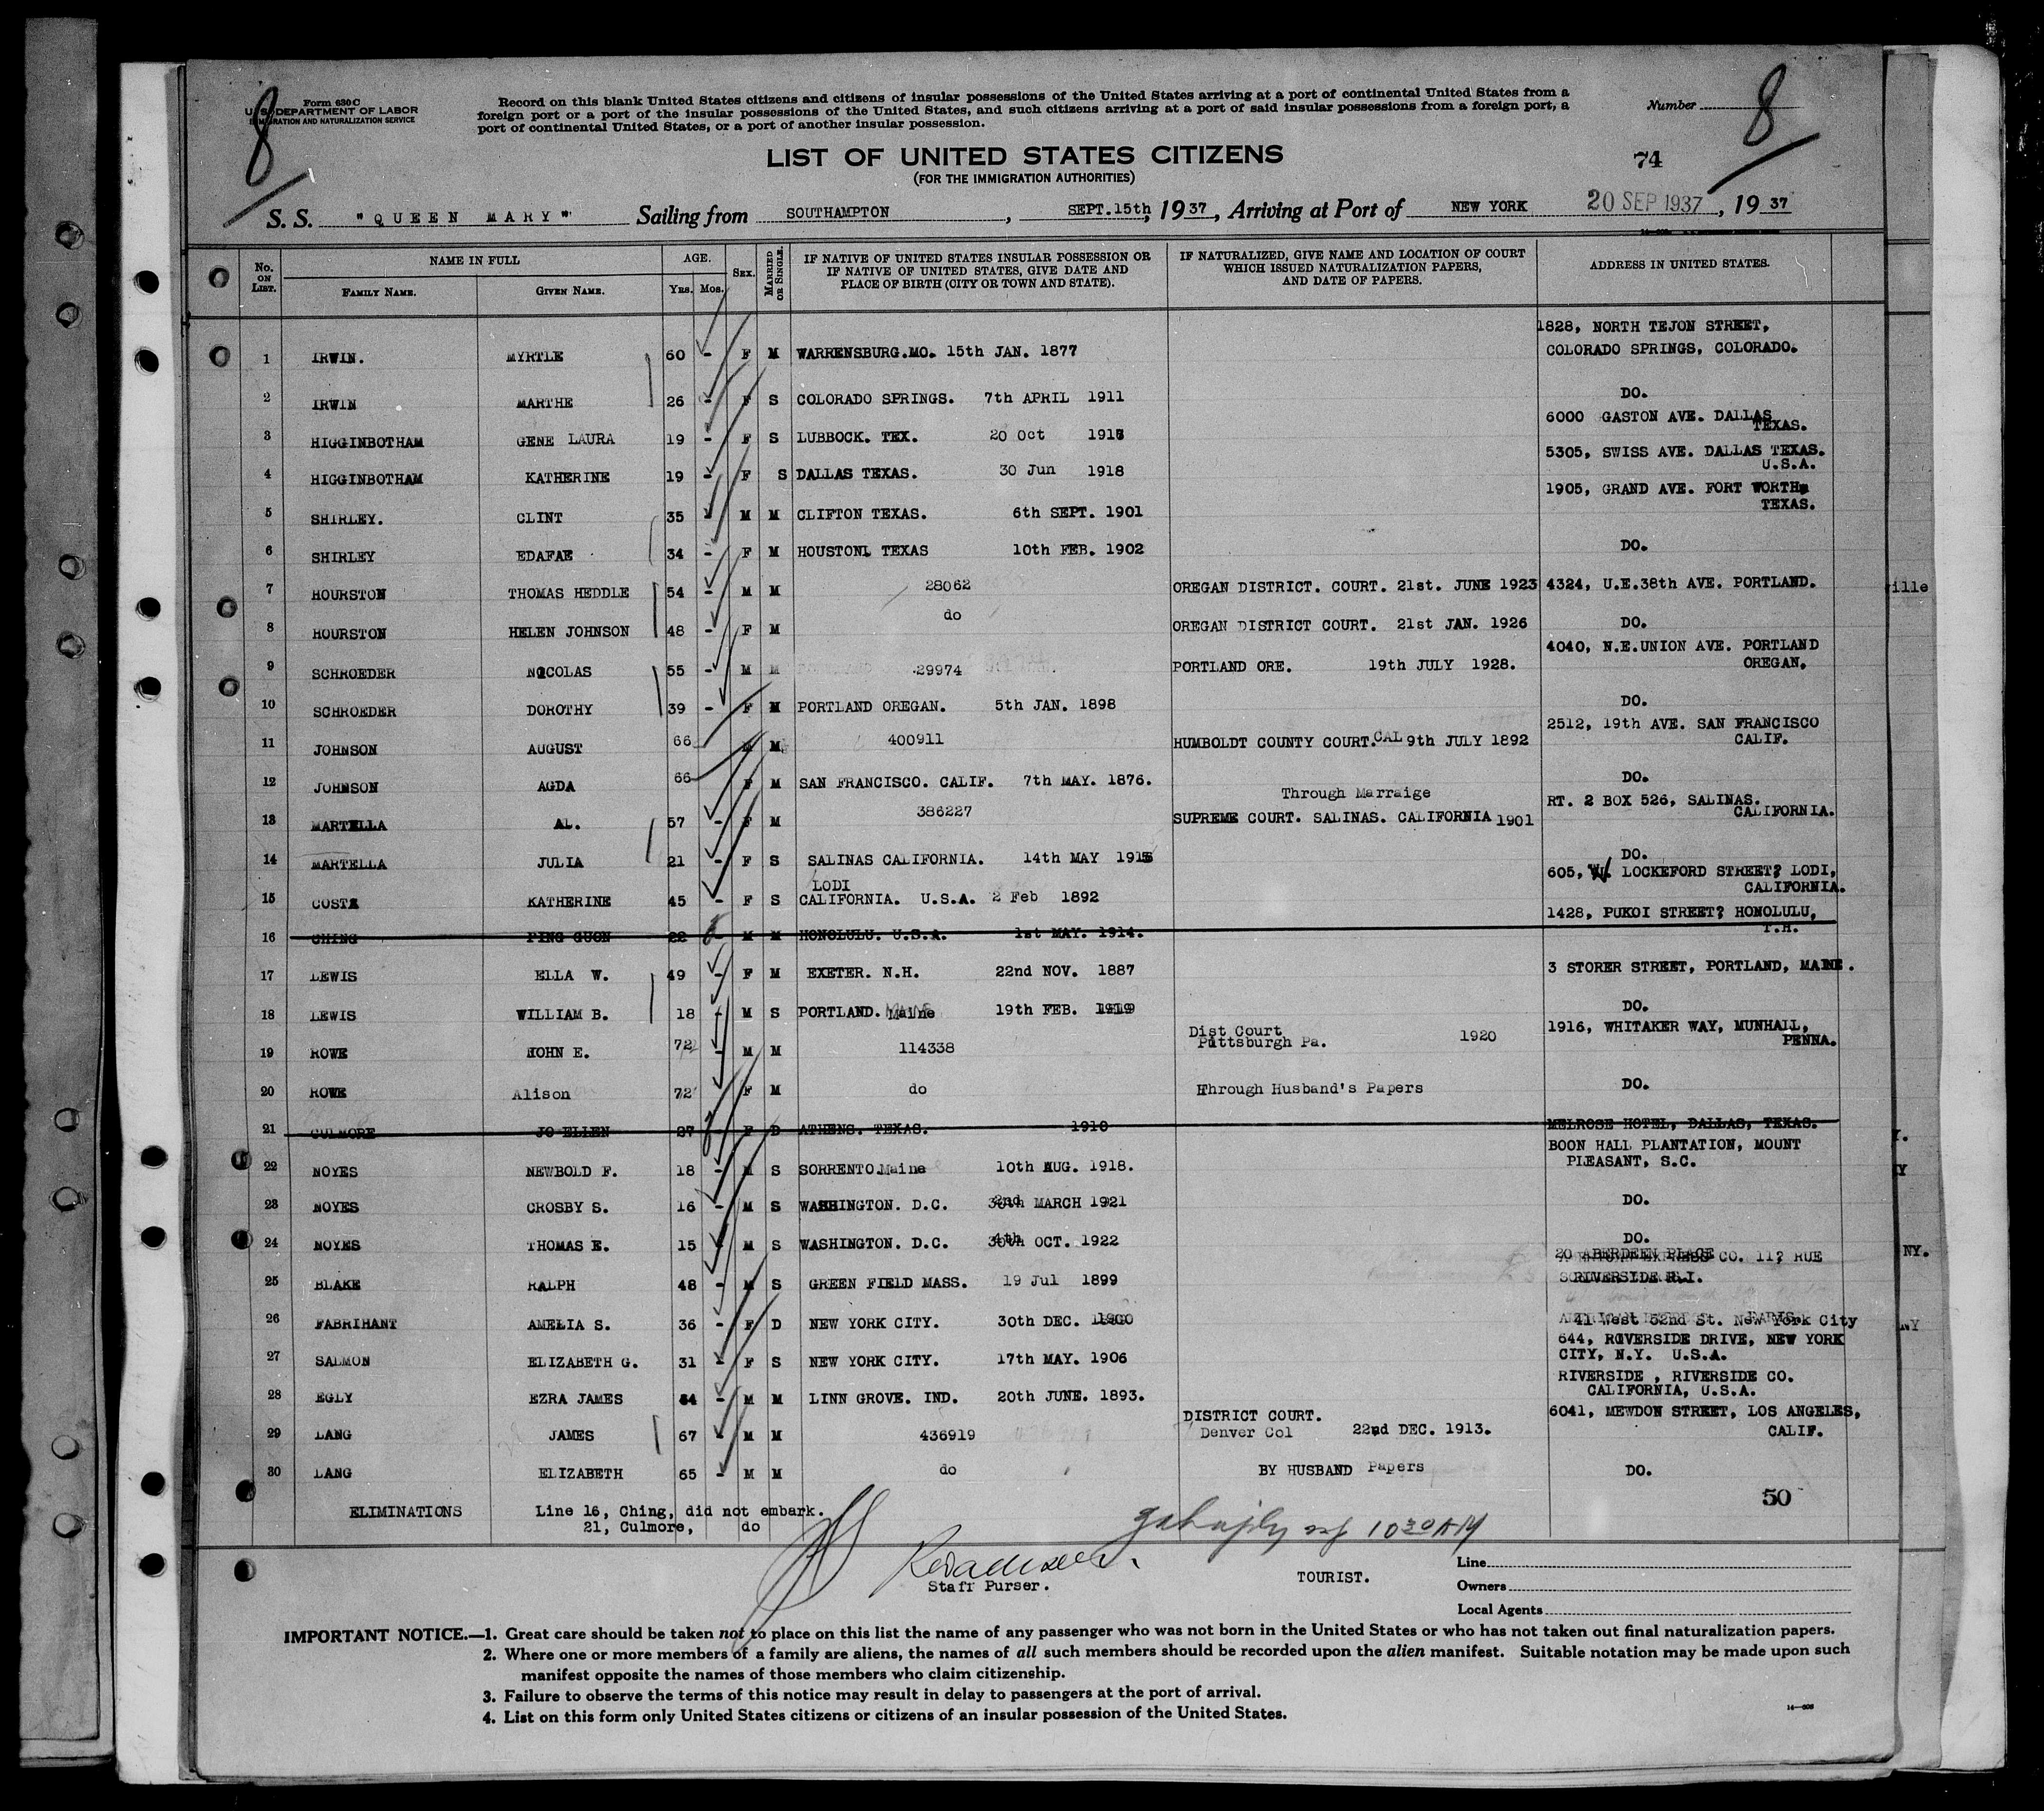 Form 630 C
U. S. DEPARTMENT OF LABOR
IMMIGRATION AND NATURALIZATION SERVICE
8
Record on this blank United States citizens and citizens of insular possessions of the United States arriving at a port of continental United States from a
foreign port or a port of the insular possessions of the United States, and such citizens arriving at a port of said insular possessions from a foreign port, a
port of continental United States, or a port of another insular possession.
Number 8
LIST OF UNITED STATES CITIZENS
(FOR THE IMMIGRATION AUTHORITIES)
74
S. S. "QUEEN MARY" Sailing from SOUTHAMPTON, SEPT.15th, 1937, Arriving at Port of NEW YORK 20 SEP 1937, 1937
No. ON LIST. NAME IN FULL FAMILY NAME. GIVEN NAME. AGE. YRS. MOS. SEX. MARRIED OR SINGLE. IF NATIVE OF UNITED STATES INSULAR POSSESSION OR IF NATIVE OF UNITED STATES, GIVE DATE AND PLACE OF BIRTH (CITY OR TOWN AND STATE). IF NATURALIZED, GIVE NAME AND LOCATION OF COURT WHICH ISSUED NATURALIZATION PAPERS, AND DATE OF PAPERS. ADDRESS IN UNITED STATES.
1 IRWIN. MYRTLE 60 - F M WARRENSBURG.MO. 15th JAN. 1877 1828, NORTH TEJON STREET, COLORADO SPRINGS, COLORADO.
2 IRWIN MARTHE 26 - F S COLORADO SPRINGS. 7th APRIL 1911 DO.
3 HIGGINBOTHAM GENE LAURA 19 - F S LUBBOCK. TEX. 20 Oct 6000 GASTON AVE. DALLAS TEXAS.
4 HIGGINBOTHAM KATHERINE 19 - F S DALLAS TEXAS. 30 Jun 1918 5305, SWISS AVE. DALLAS TEXAS. U.S.A.
5 SHIRLEY. CLINT 35 - M M CLIFTON TEXAS. 6th SEPT. 1901 1905, GRAND AVE. FORT WORTH TEXAS.
6 SHIRLEY EDAFAE 34 - F M HOUSTON TEXAS 10th FEB. 1902 DO.
7 HOURSTON THOMAS HEDDLE 54 - M M 28062 OREGAN DISTRICT. COURT. 21st. JUNE 1923 4324, U.E.38th AVE. PORTLAND.
8 HOURSTON HELEN JOHNSON 48 - F M do OREGAN DISTRICT COURT. 21st JAN. 1926 DO.
9 SCHROEDER NICOLAS 55 - M M 29974 PORTLAND ORE. 19th JULY 1928. 4040, N.E.UNION AVE. PORTLAND OREGAN,
10 SCHROEDER DOROTHY 39 - F M PORTLAND OREGAN. 5th JAN. 1898 DO.
11 JOHNSON AUGUST 66 M M 400911 HUMBOLDT COUNTY COURT. CAL 9th JULY 1892 2512, 19th AVE. SAN FRANCISCO CALIF.
12 JOHNSON AGDA 66 F M SAN FRANCISCO. CALIF. 7th MAY. 1876. DO.
13 MARTELLA AL. 57 - F M 386227 Through Marraige SUPREME COURT. SALINAS. CALIFORNIA 1901 RT. 2 BOX 526, SALINAS. CALIFORNIA.
14 MARTELLA JULIA 21 - F S SALINAS CALIFORNIA. 14th MAY DO.
15 COSTA KATHERINE 45 - F S LODI CALIFORNIA. U.S.A. 2 Feb 1892 605, W. LOCKEFORD STREET? LODI, CALIFORNIA.
16 CHING PING GUON 22 - M M HONOLULU. U.S.A. 1st MAY. 1914. 1428, PUKOI STREET? HONOLULU, T.H.
17 LEWIS ELLA W. 49 - F M EXETER. N.H. 22nd NOV. 1887 3 STORER STREET, PORTLAND, MAINE.
18 LEWIS WILLIAM B. 18 - M S PORTLAND. Maine 19th FEB. 1919 DO.
19 ROWE JOHN E. 72 - M M 114338 Dist Court Pittsburgh Pa. 1920 1916, WHITAKER WAY, MUNHALL, PENNA.
20 ROWE Alison 72 F M do Through Husband's Papers DO.
21 CULMORE JO ELLEN 27 - F D ATHENS. TEXAS. 1910 MELROSE HOTEL, DALLAS, TEXAS.
22 NOYES NEWBOLD F. 18 - M S SORRENTO. Maine 10th AUG. 1918. BOON HALL PLANTATION, MOUNT PLEASANT, S.C.
23 NOYES CROSBY S. 16 - M S WASHINGTON. D.C. 2nd MARCH 1921 DO.
24 NOYES THOMAS E. 15 - M S WASHINGTON. D.C. 4th OCT. 1922 DO.
25 BLAKE RALPH 48 - M S GREEN FIELD MASS. 19 Jul 1899 20 ABERDEEN PLACE RIVERSIDE R.I.
26 FABRIHANT AMELIA S. 36 - F D NEW YORK CITY. 30th DEC. 1900 41 West 52nd St. New York City
27 SALMON ELIZABETH G. 31 - F S NEW YORK CITY. 17th MAY. 1906 644, RIVERSIDE DRIVE, NEW YORK CITY, N.Y. U.S.A.
28 EGLY EZRA JAMES 44 - M M LINN GROVE. IND. 20th JUNE. 1893. RIVERSIDE , RIVERSIDE CO. CALIFORNIA, U.S.A.
29 LANG JAMES 67 - M M 436919 DISTRICT COURT. Denver Col 22nd DEC. 1913. 6041, MEWDON STREET, LOS ANGELES, CALIF.
30 LANG ELIZABETH 65 - M M do BY HUSBAND Papers DO.
50
ELIMINATIONS Line 16, Ching, did not embark.
21, Culmore, do
10 30 AM
Staff Purser.
TOURIST.
Line
Owners
Local Agents
IMPORTANT NOTICE.—1. Great care should be taken not to place on this list the name of any passenger who was not born in the United States or who has not taken out final naturalization papers.
2. Where one or more members of a family are aliens, the names of all such members should be recorded upon the alien manifest. Suitable notation may be made upon such
manifest opposite the names of those members who claim citizenship.
3. Failure to observe the terms of this notice may result in delay to passengers at the port of arrival.
4. List on this form only United States citizens or citizens of an insular possession of the United States.
14—608